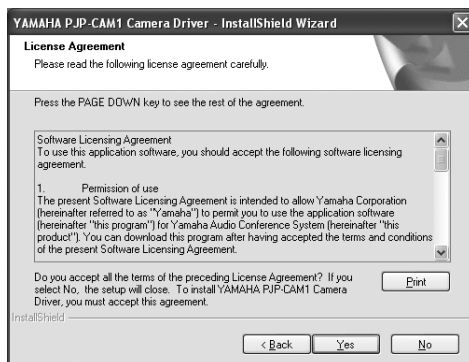 YAMAHA PJP-CAM1 Camera Driver - InstallShield Wizard
License Agreement
Please read the following license agreement carefully.
Press the PAGE DOWN key to see the rest of the agreement.
Software Licensing Agreement
To use this application software, you should accept the following software licensing
agreement.
1. Permission of use
The present Software Licensing Agreement is intended to allow Yamaha Corporation
(hereinafter referred to as "Yamaha") to permit you to use the application software
(hereinafter "this program") for Yamaha Audio Conference System (hereinafter "this
product"). You can download this program after having accepted the terms and conditions
of the present Software Licensing Agreement.
Do you accept all the terms of the preceding License Agreement? If you
select No, the setup will close. To install YAMAHA PJP-CAM1 Camera
Driver, you must accept this agreement.
Print
InstallShield
< Back Yes No